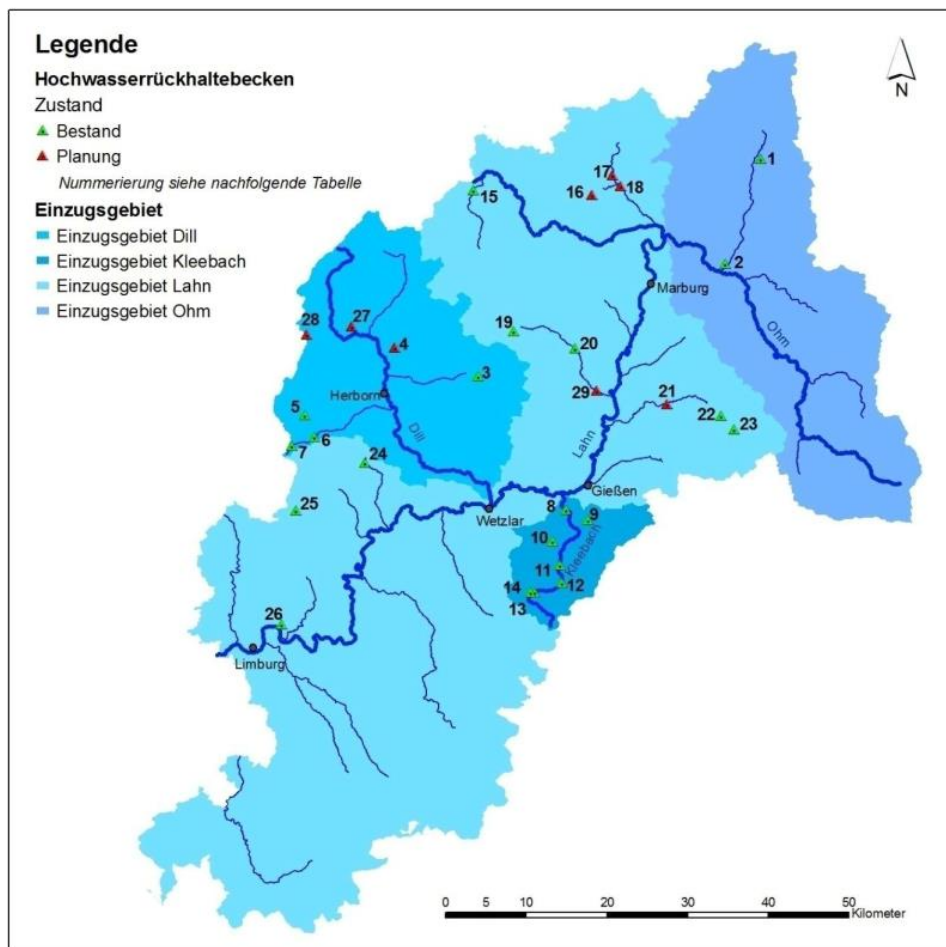 Legende
Hochwasserrückhaltebecken
Zustand
Bestand
Planung
Nummerierung siehe nachfolgende Tabelle
Einzugsgebiet
Einzugsgebiet Dill
Einzugsgebiet Kleebach
Einzugsgebiet Lahn
Einzugsgebiet Ohm
N
1
17
18
16
15
2
Marburg
28
27
19
20
Ohm
4
3
29
21
Herborn
5
22
23
6
7
Dill
Lahn
24
Gießen
25
8
9
Wetzlar
10
Kleebach
11
12
14
13
26
Limburg
0 10 20 30 40 50
Kilometer